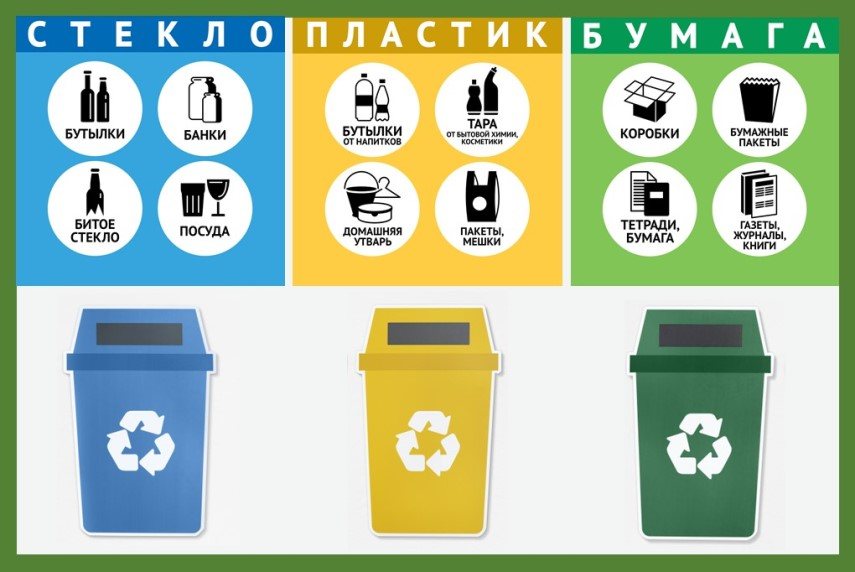 СТЕКЛО
БУТЫЛКИ
БАНКИ
БИТОЕ
СТЕКЛО
ПОСУДА
ПЛАСТИК
БУТЫЛКИ
ОТ НАПИТКОВ
ТАРА
ОТ БЫТОВОЙ ХИМИИ,
КОСМЕТИКИ
ДОМАШНЯЯ
УТВАРЬ
ПАКЕТЫ,
МЕШКИ
БУМАГА
КОРОБКИ
БУМАЖНЫЕ
ПАКЕТЫ
ТЕТРАДИ,
БУМАГА
ГАЗЕТЫ,
ЖУРНАЛЫ,
КНИГИ